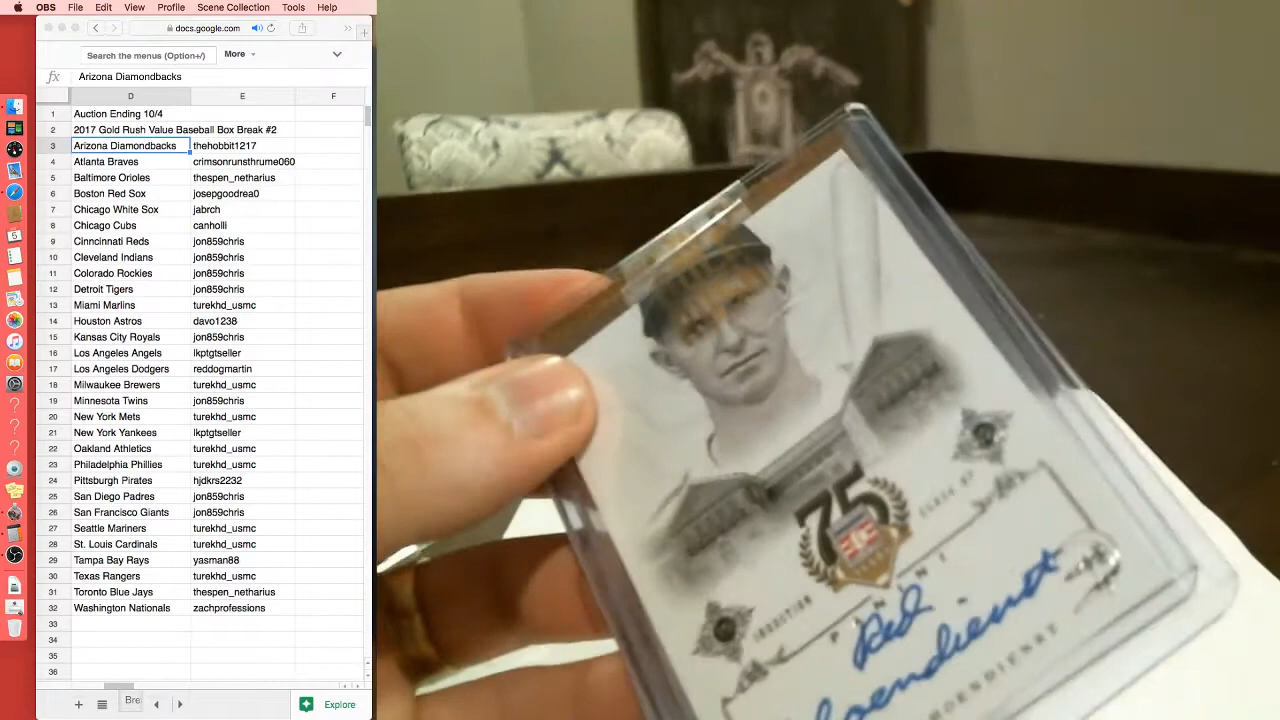 OBS File Edit View Profile Scene Collection Tools Help
docs.google.com
Search the menus (Option+/) More
fx Arizona Diamondbacks
D E F
1 Auction Ending 10/4
2 2017 Gold Rush Value Baseball Box Break #2
3 Arizona Diamondbacks thehobbit1217
4 Atlanta Braves crimsonrunsthrume060
5 Baltimore Orioles thespen_netharius
6 Boston Red Sox josepgoodrea0
7 Chicago White Sox jabrch
8 Chicago Cubs canholli
9 Cinncinnati Reds jon859chris
10 Cleveland Indians jon859chris
11 Colorado Rockies jon859chris
12 Detroit Tigers jon859chris
13 Miami Marlins turekhd_usmc
14 Houston Astros davo1238
15 Kansas City Royals jon859chris
16 Los Angeles Angels lkptgtseller
17 Los Angeles Dodgers reddogmartin
18 Milwaukee Brewers turekhd_usmc
19 Minnesota Twins jon859chris
20 New York Mets turekhd_usmc
21 New York Yankees lkptgtseller
22 Oakland Athletics turekhd_usmc
23 Philadelphia Phillies turekhd_usmc
24 Pittsburgh Pirates hjdkrs2232
25 San Diego Padres jon859chris
26 San Francisco Giants jon859chris
27 Seattle Mariners turekhd_usmc
28 St. Louis Cardinals turekhd_usmc
29 Tampa Bay Rays yasman88
30 Texas Rangers turekhd_usmc
31 Toronto Blue Jays thespen_netharius
32 Washington Nationals zachprofessions
33
34
35
36
Bre
Explore
75
INDUCTION CLASS OF
PANINI
Red